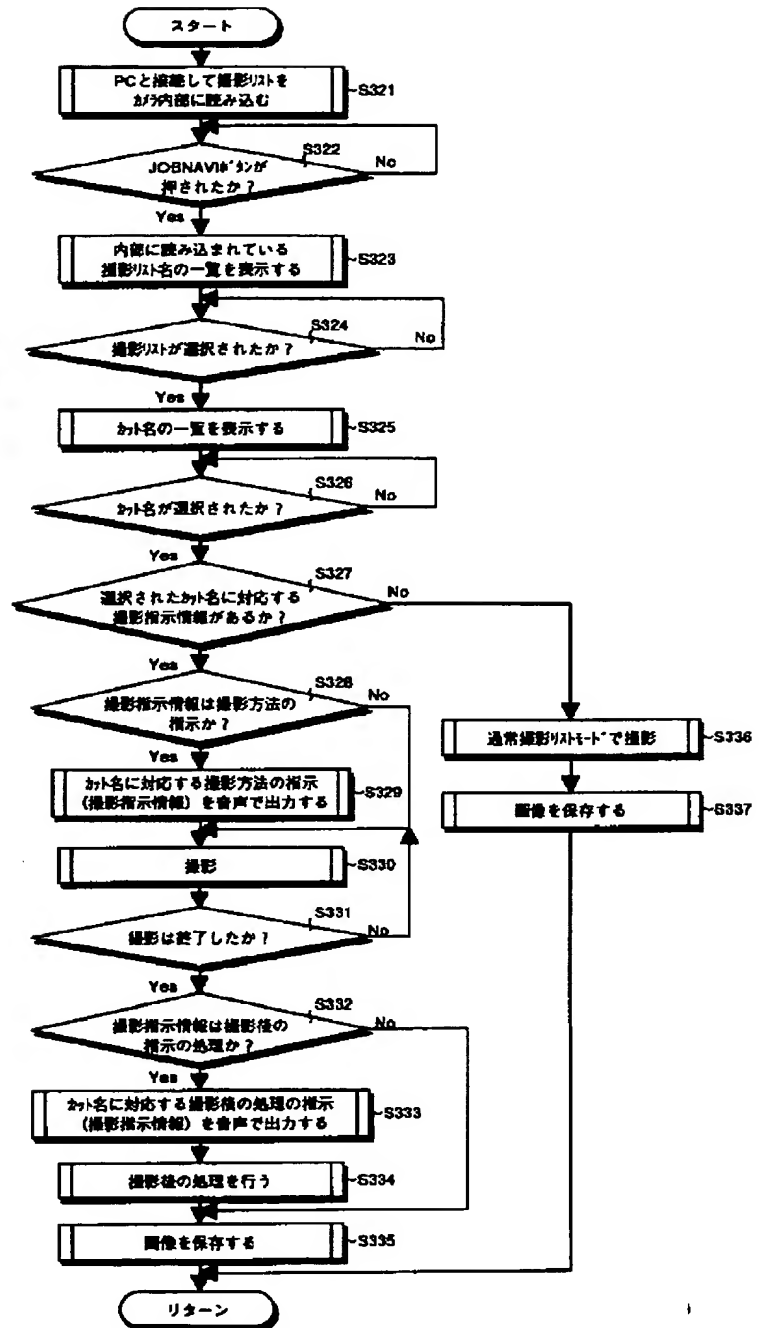 スタート
PCと接続して撮影リストを
カメラ内部に読み込む
S321
S322
JOBNAVIボタンが
押されたか？
No
Yes
内部に読み込まれている
撮影リスト名の一覧を表示する
S323
S324
撮影リストが選択されたか？
No
Yes
カット名の一覧を表示する
S325
S326
カット名が選択されたか？
No
Yes
S327
選択されたカット名に対応する
撮影指示情報があるか？
No
Yes
S328
撮影指示情報は撮影方法の
指示か？
No
Yes
カット名に対応する撮影方法の指示
（撮影指示情報）を音声で出力する
S329
通常撮影リストモードで撮影
S336
画像を保存する
S337
撮影
S330
S331
撮影は終了したか？
No
Yes
S332
撮影指示情報は撮影後の
指示の処理か？
No
Yes
カット名に対応する撮影後の処理の指示
（撮影指示情報）を音声で出力する
S333
撮影後の処理を行う
S334
画像を保存する
S335
リターン